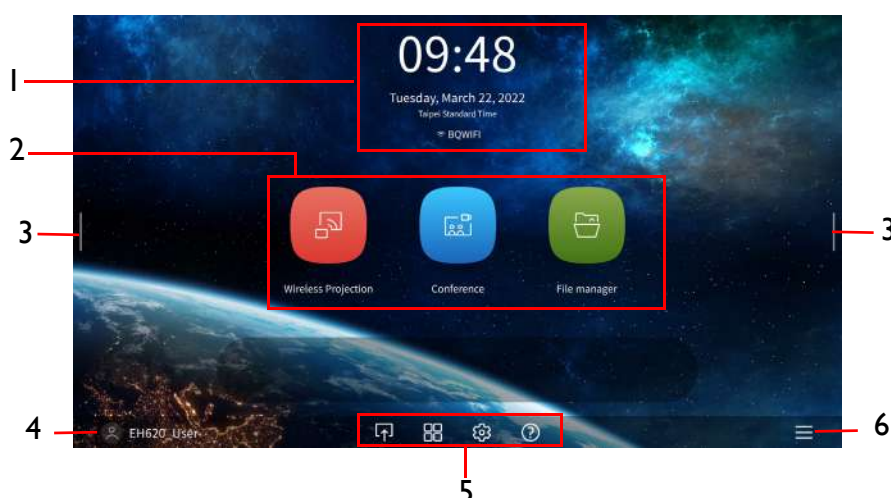 1
09:48
Tuesday, March 22, 2022
Taipei Standard Time
BQWIFI
2
3
3
Wireless Projection
Conference
File manager
4
EH620_User
?
6
5